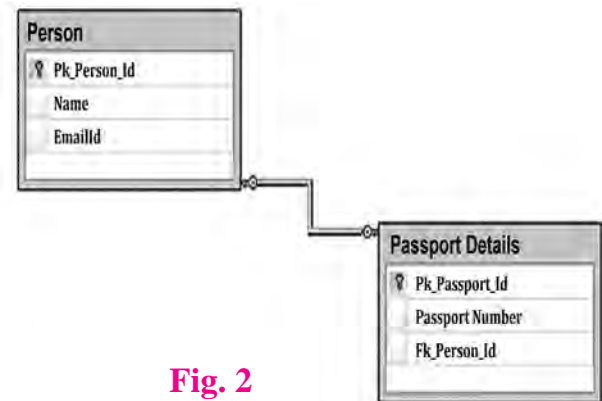 Person
Pk_Person_Id
Name
EmailId
Passport Details
Pk_Passport_Id
Passport Number
Fk_Person_Id
Fig. 2